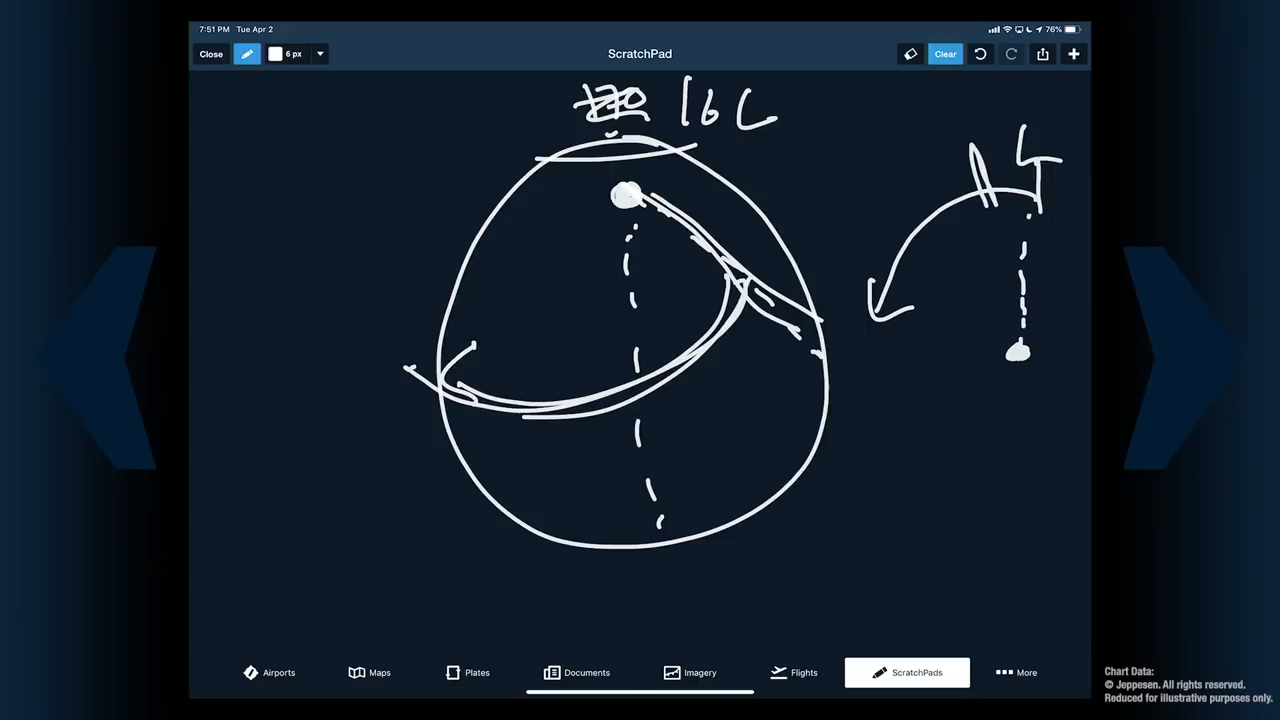 7:51 PM Tue Apr 2
76%
Close
6 px
ScratchPad
Clear
16L
Airports
Maps
Plates
Documents
Imagery
Flights
ScratchPads
More
Chart Data:
© Jeppesen. All rights reserved.
Reduced for illustrative purposes only.